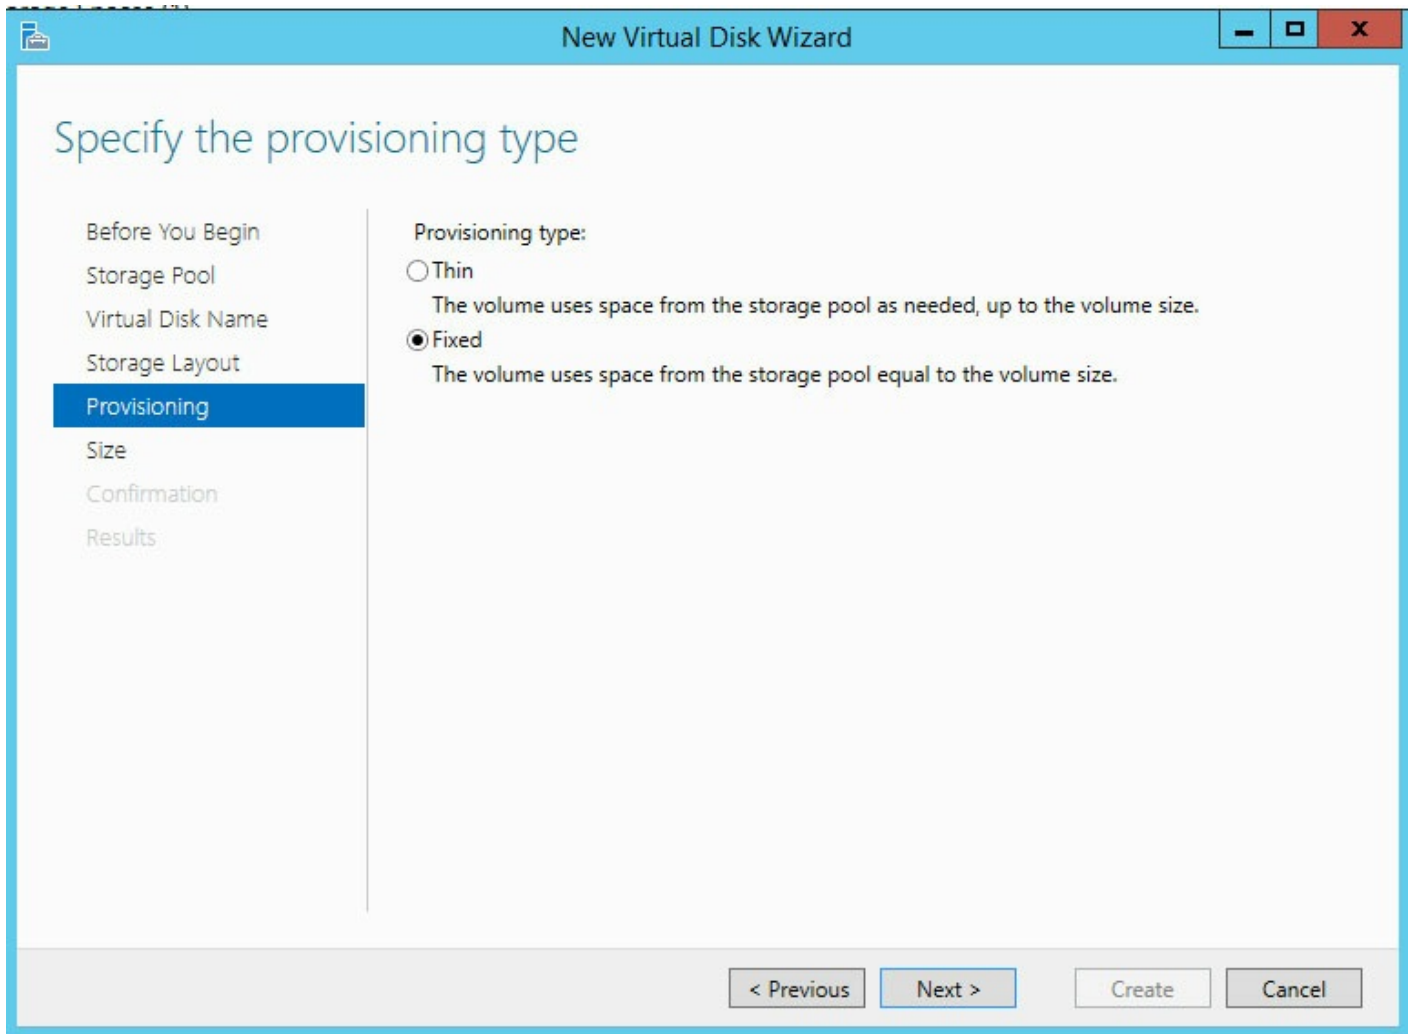 New Virtual Disk Wizard
Specify the provisioning type
Before You Begin
Storage Pool
Virtual Disk Name
Storage Layout
Provisioning
Size
Confirmation
Results
Provisioning type:
Thin
The volume uses space from the storage pool as needed, up to the volume size.
Fixed
The volume uses space from the storage pool equal to the volume size.
< Previous
Next >
Create
Cancel